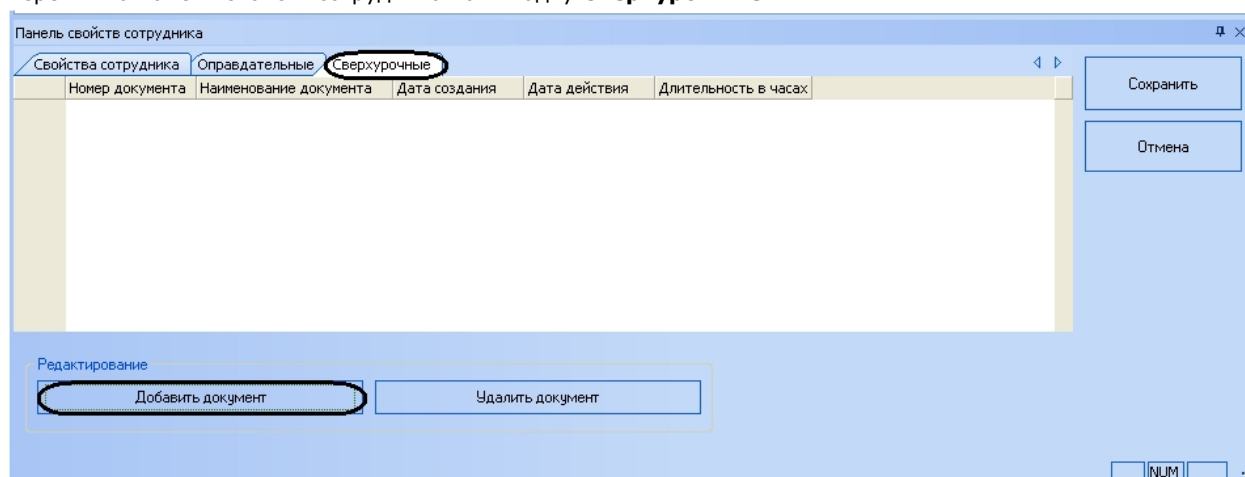 Панель свойств сотрудника
Свойства сотрудника Оправдательные Сверхурочные
Номер документа Наименование документа Дата создания Дата действия Длительность в часах
Сохранить
Отмена
Редактирование
Добавить документ Удалить документ
NUM